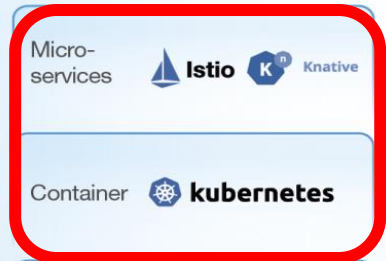 Micro-
services
Istio
K n Knative
Container
kubernetes